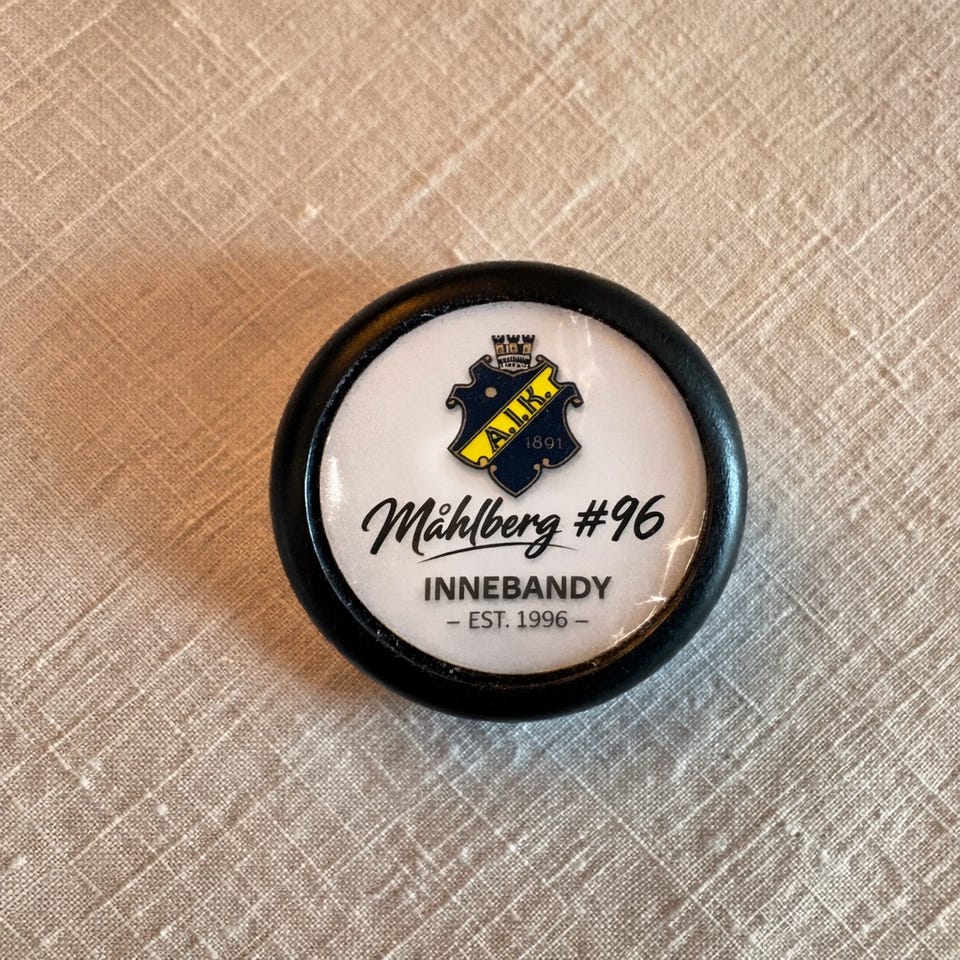 A.I.K.
1891
Måhlberg #96
INNEBANDY
– EST. 1996 –